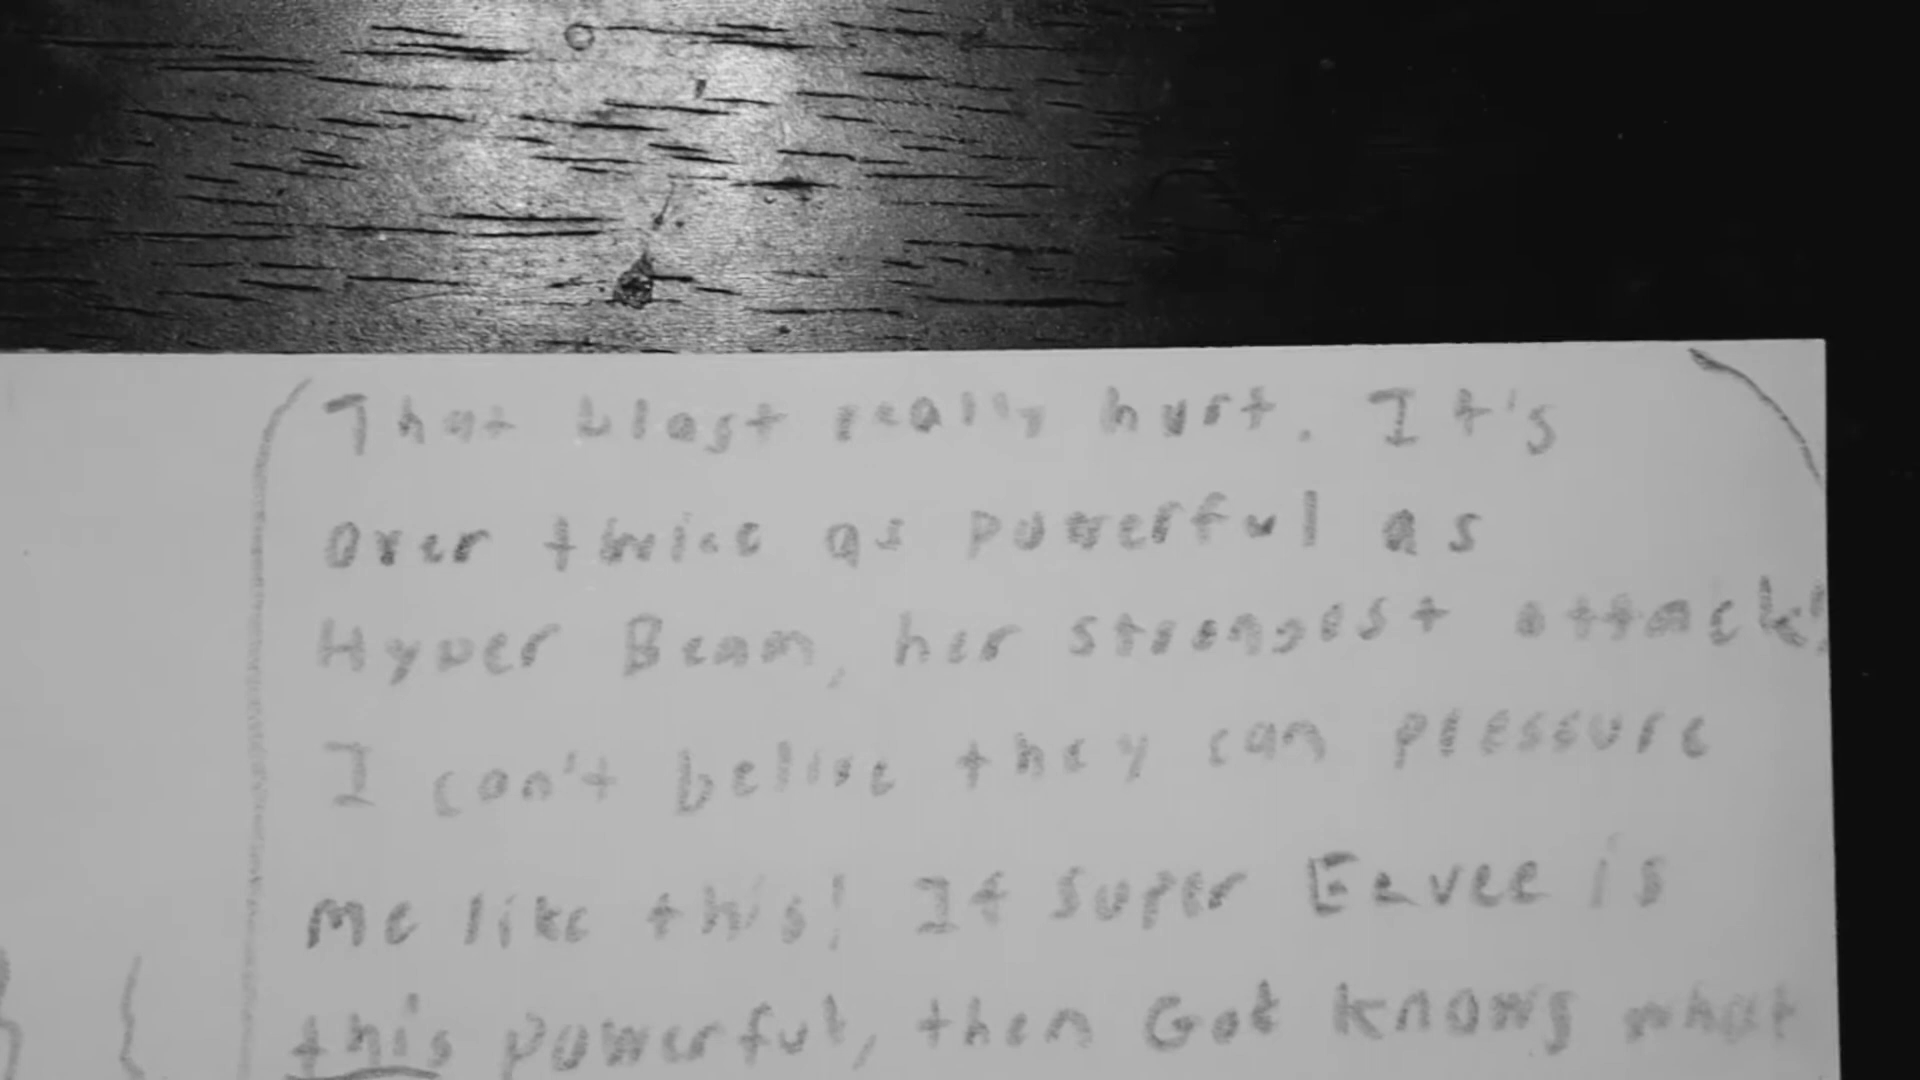 That blast really hurt. It's
over twice as powerful as
Hyper Beam, her strongest attack!
I can't belive they can pressure
me like this! If Super Eevee is
this powerful, then God knows what